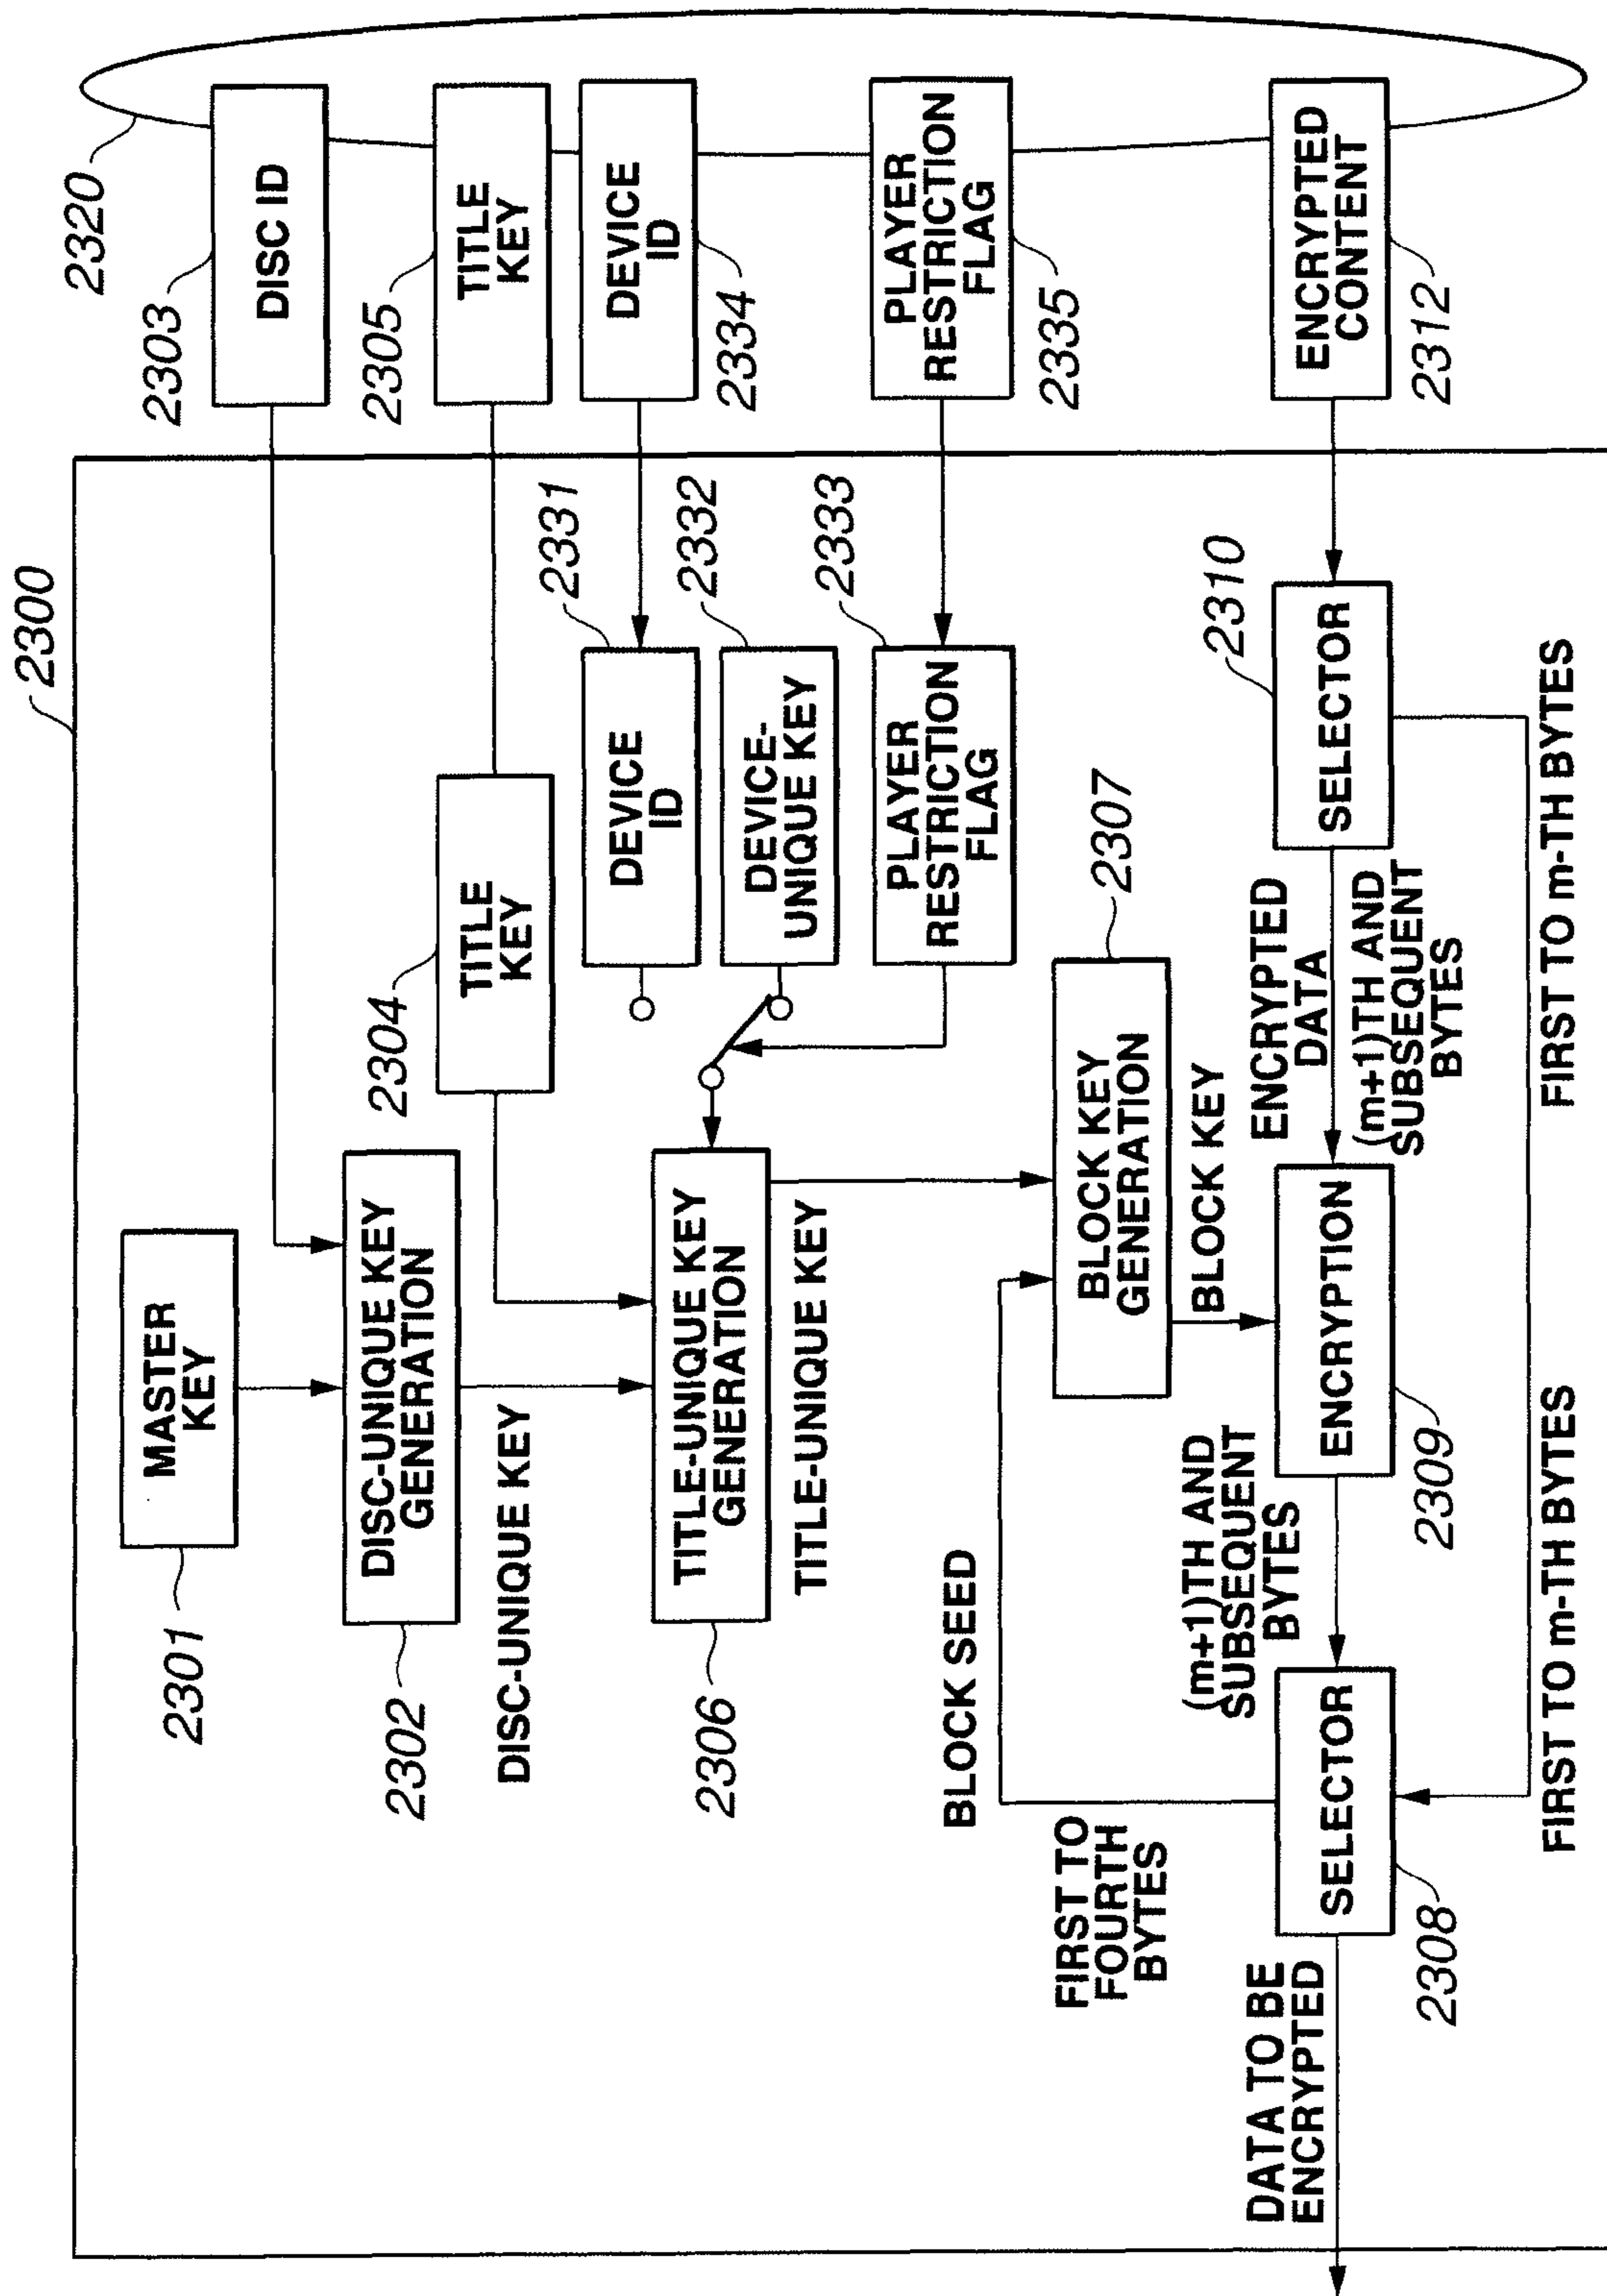 2300
2320
MASTER
KEY
2301
2303
DISC ID
DISC-UNIQUE KEY
GENERATION
2302
DISC-UNIQUE KEY
2304
TITLE
KEY
2305
TITLE
KEY
2331
DEVICE
ID
DEVICE
ID
2334
2332
DEVICE-
UNIQUE KEY
TITLE-UNIQUE KEY
GENERATION
2306
TITLE-UNIQUE KEY
2333
PLAYER
RESTRICTION
FLAG
PLAYER
RESTRICTION
FLAG
2335
BLOCK SEED
2307
BLOCK KEY
GENERATION
BLOCK KEY
FIRST TO
FOURTH
BYTES
DATA TO BE
ENCRYPTED
SELECTOR
2308
(m+1)TH AND
SUBSEQUENT
BYTES
ENCRYPTION
2309
ENCRYPTED
DATA
(m+1)TH AND
SUBSEQUENT
BYTES
2310
SELECTOR
ENCRYPTED
CONTENT
2312
FIRST TO m-TH BYTES
FIRST TO m-TH BYTES